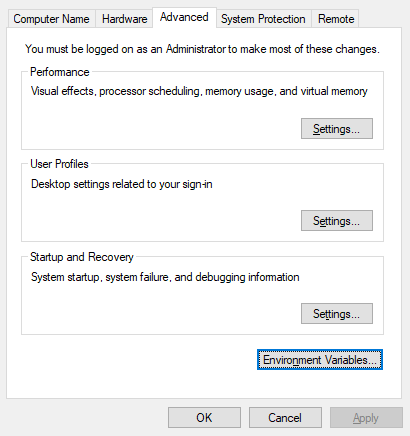 Computer Name Hardware Advanced System Protection Remote
You must be logged on as an Administrator to make most of these changes.
Performance
Visual effects, processor scheduling, memory usage, and virtual memory
Settings...
User Profiles
Desktop settings related to your sign-in
Settings...
Startup and Recovery
System startup, system failure, and debugging information
Settings...
Environment Variables...
OK Cancel Apply